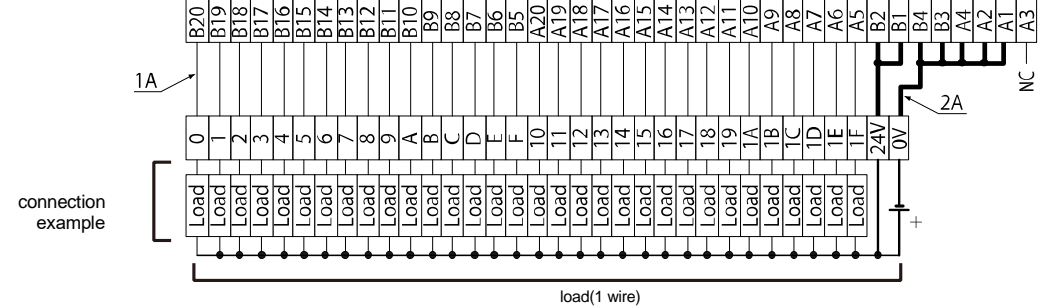 B20 B19 B18 B17 B16 B15 B14 B13 B12 B11 B10 B9 B8 B7 B6 B5 A20 A19 A18 A17 A16 A15 A14 A13 A12 A11 A10 A9 A8 A7 A6 A5 B2 B1 B4 B3 A4 A2 A1 A3
1A
2A
NC
0 1 2 3 4 5 6 7 8 9 A B C D E F 10 11 12 13 14 15 16 17 18 19 1A 1B 1C 1D 1E 1F 24V 0V
connection
example
Load Load Load Load Load Load Load Load Load Load Load Load Load Load Load Load Load Load Load Load Load Load Load Load Load Load Load Load Load Load Load Load
+
load(1 wire)